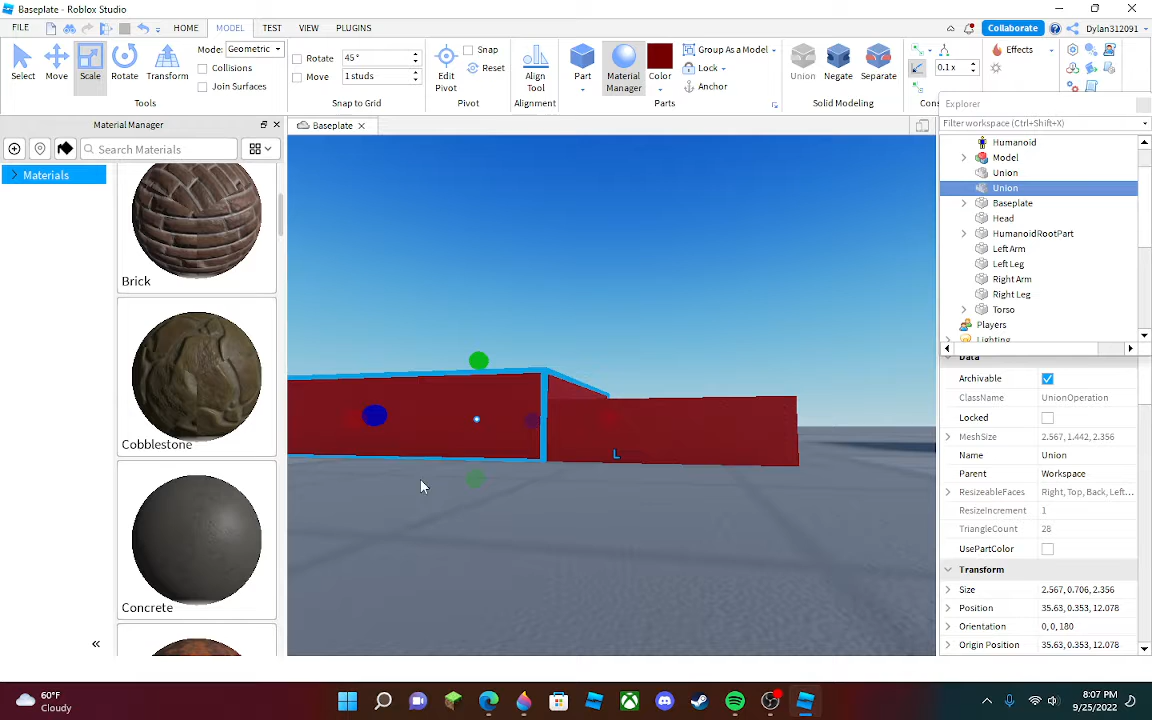 Baseplate - Roblox Studio
FILE HOME MODEL TEST VIEW PLUGINS Collaborate Dylan312091
Select Move Scale Rotate Transform
Mode: Geometric
Collisions
Join Surfaces
Tools
Rotate 45° Snap
Move 1 studs Reset
Snap to Grid
Edit Pivot
Pivot
Align Tool
Alignment
Part Material Manager Color
Group As a Model
Lock
Anchor
Parts
Union Negate Separate
Solid Modeling
0.1 x
Effects
Material Manager
Baseplate
Search Materials
Materials
Brick
Cobblestone
Concrete
L
Explorer
Filter workspace (Ctrl+Shift+X)
Humanoid
Model
Union
Union
Baseplate
Head
HumanoidRootPart
Left Arm
Left Leg
Right Arm
Right Leg
Torso
Players
Lighting
Data
Archivable
ClassName UnionOperation
Locked
MeshSize 2.567, 1.442, 2.356
Name Union
Parent Workspace
ResizeableFaces Right, Top, Back, Left...
ResizeIncrement 1
TriangleCount 28
UsePartColor
Transform
Size 2.567, 0.706, 2.356
Position 35.63, 0.353, 12.078
Orientation 0, 0, 180
Origin Position 35.63, 0.353, 12.078
60°F
Cloudy
8:07 PM
9/25/2022